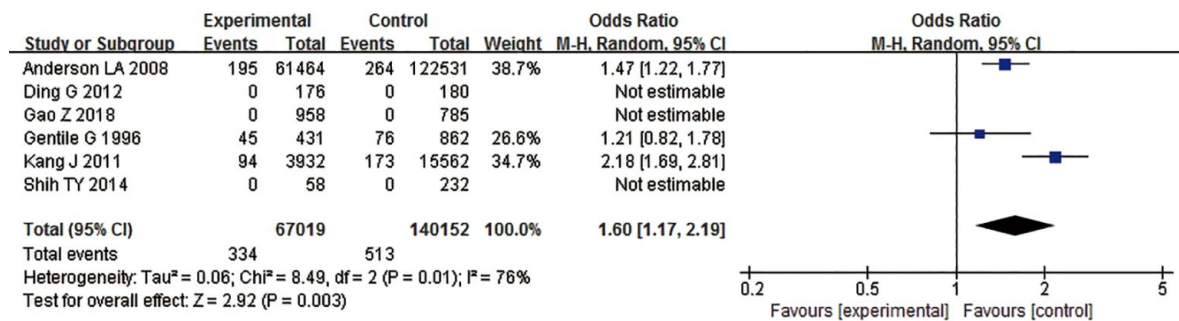 Experimental Control Odds Ratio Odds Ratio
Study or Subgroup Events Total Events Total Weight M-H, Random, 95% CI M-H, Random, 95% CI
Anderson LA 2008 195 61464 264 122531 38.7% 1.47 [1.22, 1.77]
Ding G 2012 0 176 0 180 Not estimable
Gao Z 2018 0 958 0 785 Not estimable
Gentile G 1996 45 431 76 862 26.6% 1.21 [0.82, 1.78]
Kang J 2011 94 3932 173 15562 34.7% 2.18 [1.69, 2.81]
Shih TY 2014 0 58 0 232 Not estimable
Total (95% CI) 67019 140152 100.0% 1.60 [1.17, 2.19]
Total events 334 513
Heterogeneity: Tau² = 0.06; Chi² = 8.49, df = 2 (P = 0.01); I² = 76%
Test for overall effect: Z = 2.92 (P = 0.003)
0.2 1 2 5
Favours [experimental] Favours [control]